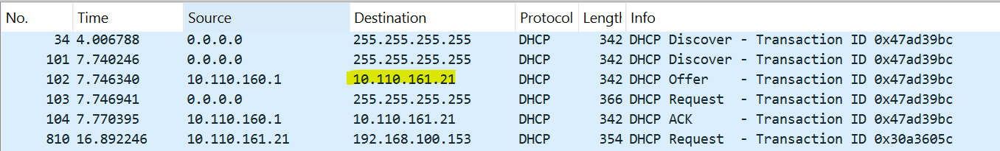 No. Time Source Destination Protocol Length Info
34 4.006788 0.0.0.0 255.255.255.255 DHCP 342 DHCP Discover - Transaction ID 0x47ad39bc
101 7.740246 0.0.0.0 255.255.255.255 DHCP 342 DHCP Discover - Transaction ID 0x47ad39bc
102 7.746340 10.110.160.1 10.110.161.21 DHCP 342 DHCP Offer - Transaction ID 0x47ad39bc
103 7.746941 0.0.0.0 255.255.255.255 DHCP 366 DHCP Request - Transaction ID 0x47ad39bc
104 7.770395 10.110.160.1 10.110.161.21 DHCP 342 DHCP ACK - Transaction ID 0x47ad39bc
810 16.892246 10.110.161.21 192.168.100.153 DHCP 354 DHCP Request - Transaction ID 0x30a3605c